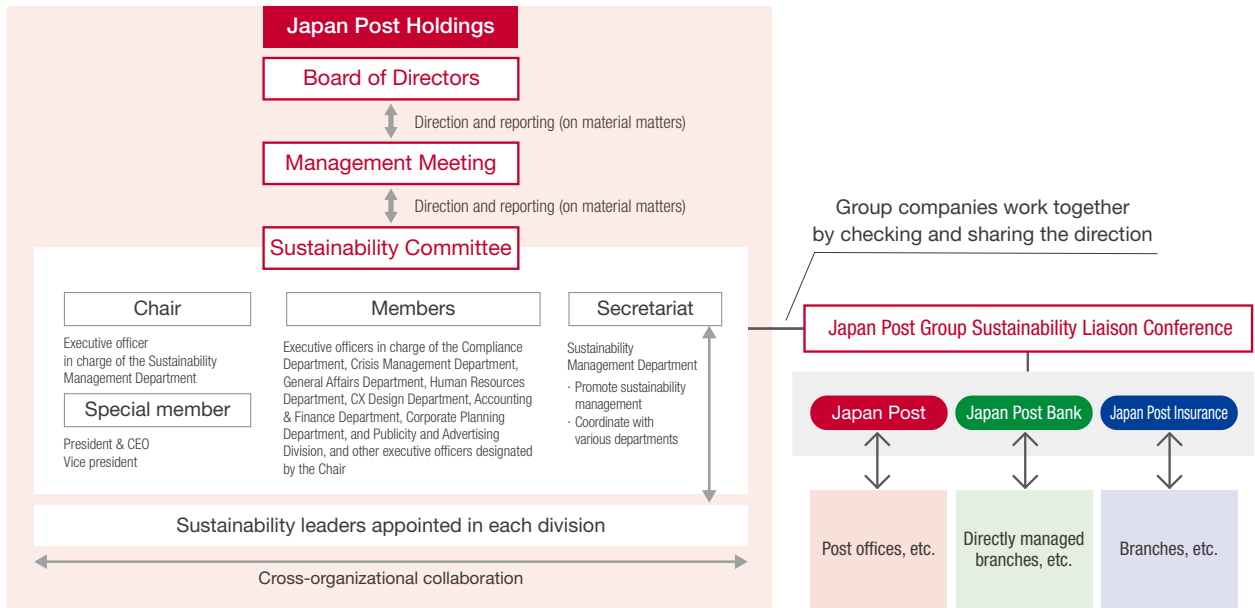 Japan Post Holdings
Board of Directors
Direction and reporting (on material matters)
Management Meeting
Direction and reporting (on material matters)
Sustainability Committee
Chair
Executive officer
in charge of the Sustainability
Management Department
Special member
President & CEO
Vice president
Members
Executive officers in charge of the Compliance
Department, Crisis Management Department,
General Affairs Department, Human Resources
Department, CX Design Department, Accounting
& Finance Department, Corporate Planning
Department, and Publicity and Advertising
Division, and other executive officers designated
by the Chair
Secretariat
Sustainability
Management Department
· Promote sustainability
management
· Coordinate with
various departments
Sustainability leaders appointed in each division
Cross-organizational collaboration
Group companies work together
by checking and sharing the direction
Japan Post Group Sustainability Liaison Conference
Japan Post
Japan Post Bank
Japan Post Insurance
Post offices, etc.
Directly managed
branches, etc.
Branches, etc.